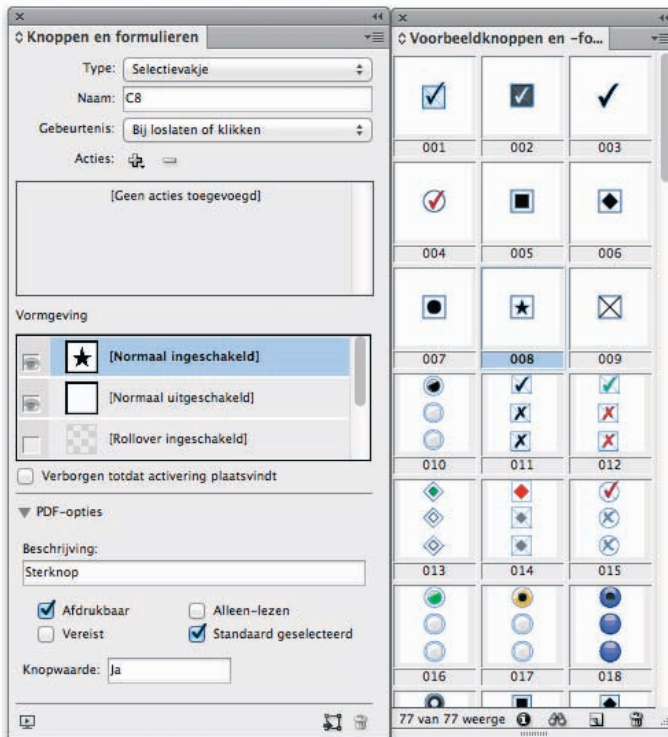 Knoppen en formulieren
Type: Selectievakje
Naam: C8
Gebeurtenis: Bij loslaten of klikken
Acties:
[Geen acties toegevoegd]
Vormgeving
[Normaal ingeschakeld]
[Normaal uitgeschakeld]
[Rollover ingeschakeld]
Verborgen totdat activering plaatsvindt
PDF-opties
Beschrijving:
Sterknop
Afdrukbaar Alleen-lezen
Vereist Standaard geselecteerd
Knopwaarde: Ja
Voorbeeldknoppen en -fo...
001 002 003
004 005 006
007 008 009
010 011 012
013 014 015
016 017 018
77 van 77 weerge